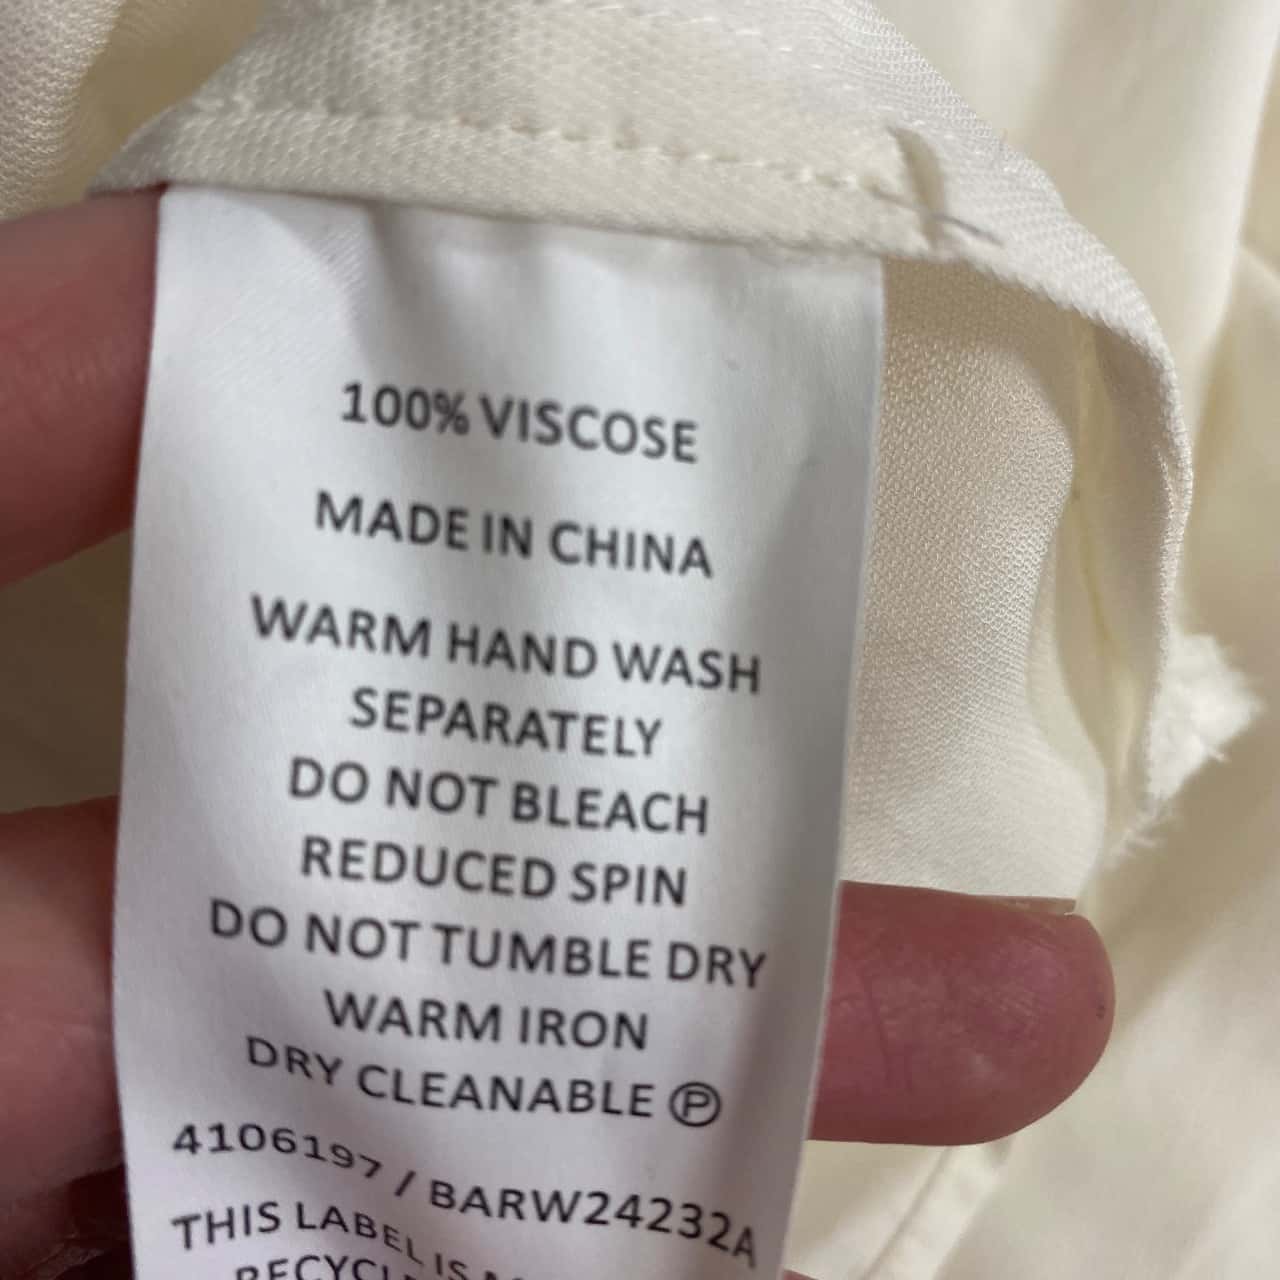 100% VISCOSE
MADE IN CHINA
WARM HAND WASH
SEPARATELY
DO NOT BLEACH
REDUCED SPIN
DO NOT TUMBLE DRY
WARM IRON
DRY CLEANABLE Ⓟ
4106197 / BARW24232A
THIS LABEL IS